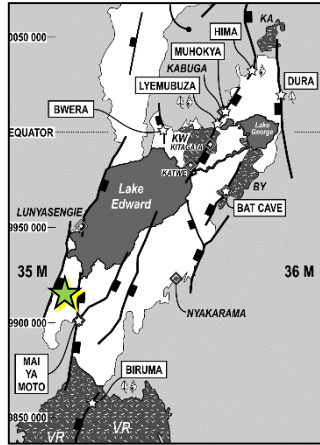 0050 000
KA
HIMA
MUHOKYA
KABUGA
LYEMUBUZA
DURA
BWERA
EQUATOR
KW
KITAGATA
Lake
George
KATWE
Lake
Edward
BY
LUNYASENGIE
BAT CAVE
9950 000
35 M
36 M
NYAKARAMA
9900 000
MAI
YA
MOTO
BIRUMA
9850 000
VR
VR